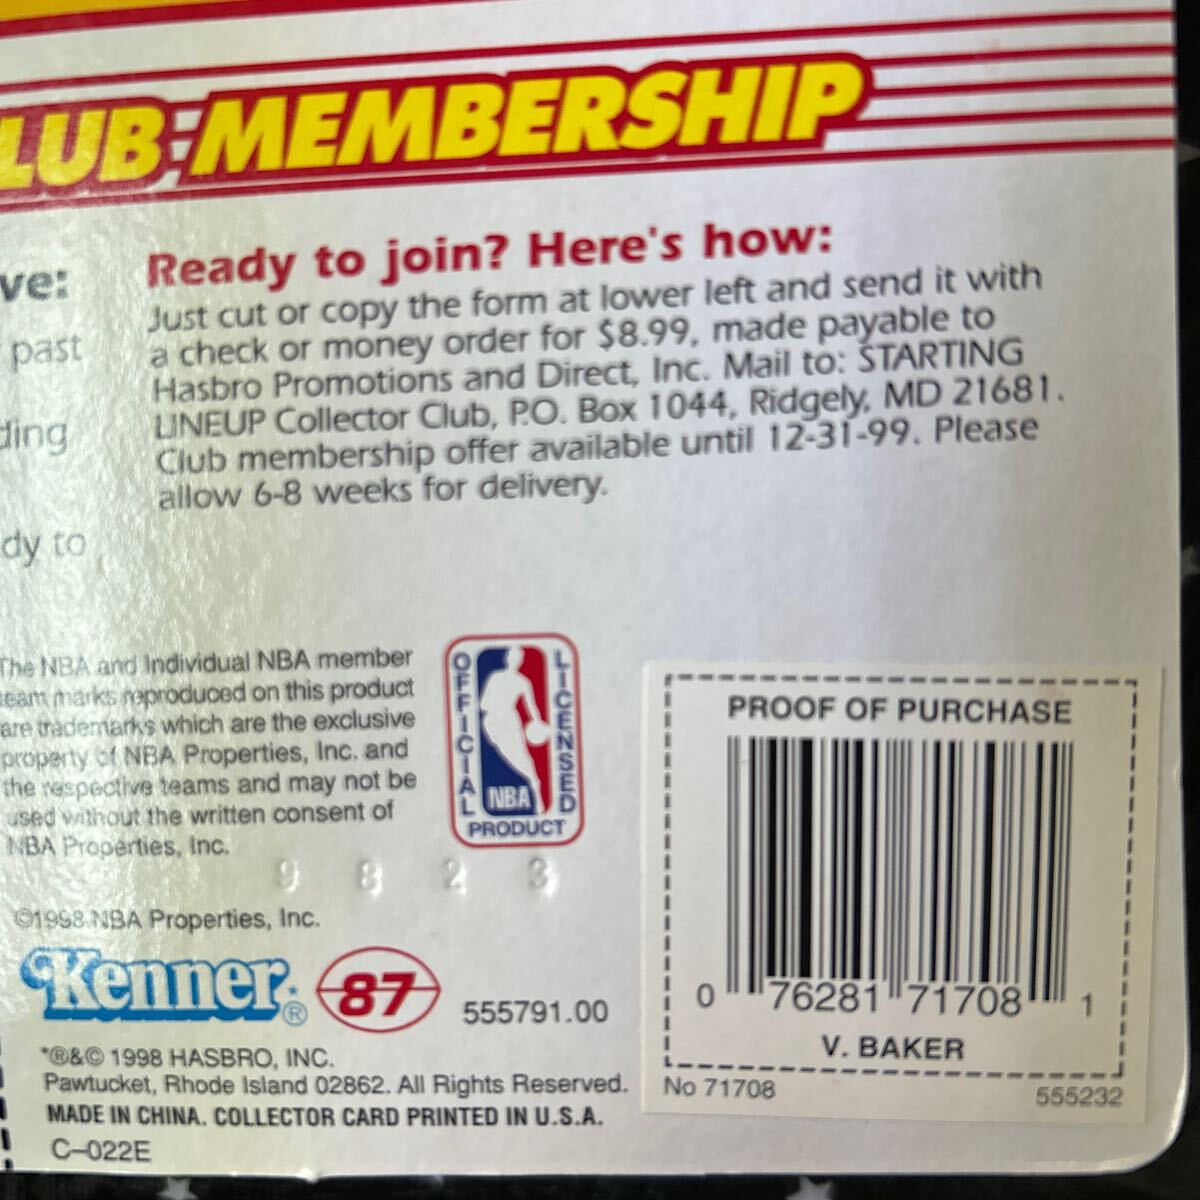 LUB MEMBERSHIP
ve:
past
ding
dy to
Ready to join? Here's how:
Just cut or copy the form at lower left and send it with
a check or money order for $8.99, made payable to
Hasbro Promotions and Direct, Inc. Mail to: STARTING
LINEUP Collector Club, P.O. Box 1044, Ridgely, MD 21681.
Club membership offer available until 12-31-99. Please
allow 6-8 weeks for delivery.
The NBA and Individual NBA member
team marks reproduced on this product
are trademarks which are the exclusive
property of NBA Properties, Inc. and
the respective teams and may not be
used without the written consent of
NBA Properties, Inc.
OFFICIAL
LICENSED
NBA
PRODUCT
9 8 2 3
©1998 NBA Properties, Inc.
Kenner® 87 555791.00
*®&© 1998 HASBRO, INC.
Pawtucket, Rhode Island 02862. All Rights Reserved.
MADE IN CHINA. COLLECTOR CARD PRINTED IN U.S.A.
C-022E
PROOF OF PURCHASE
0 76281 71708 1
V. BAKER
No 71708 555232